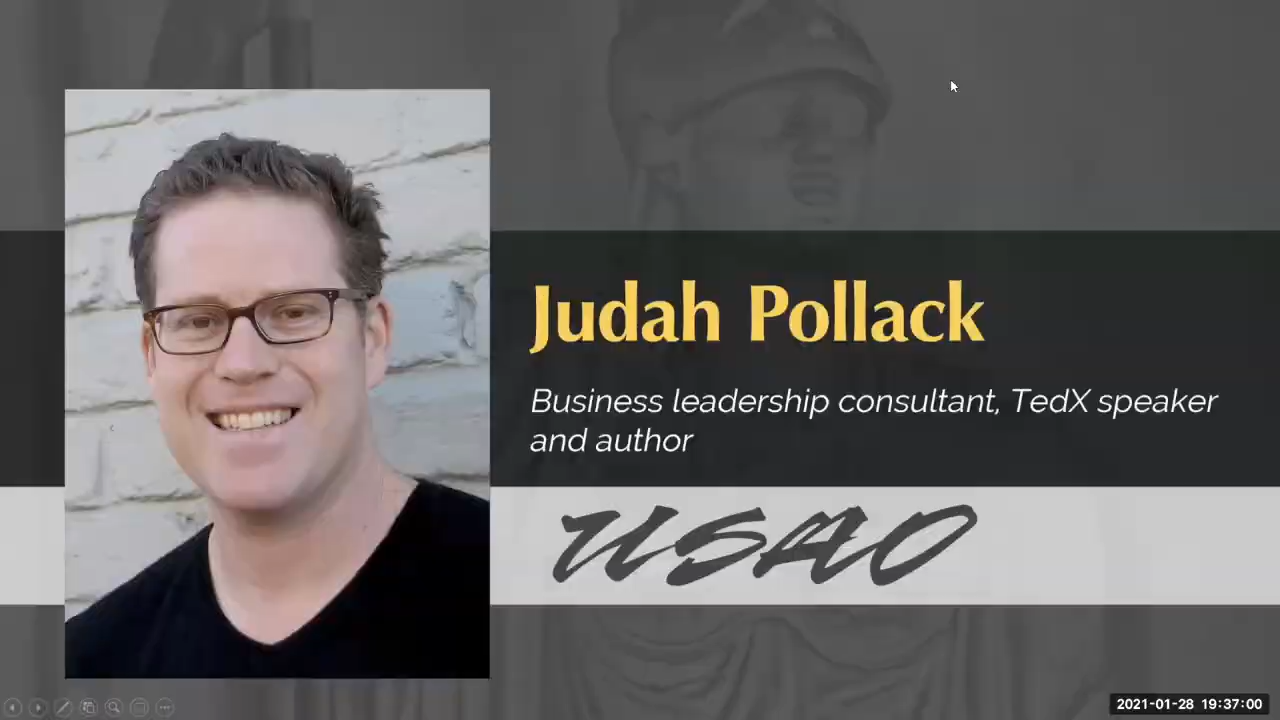 Judah Pollack
Business leadership consultant, TedX speaker
and author
USAO
2021-01-28 19:37:00